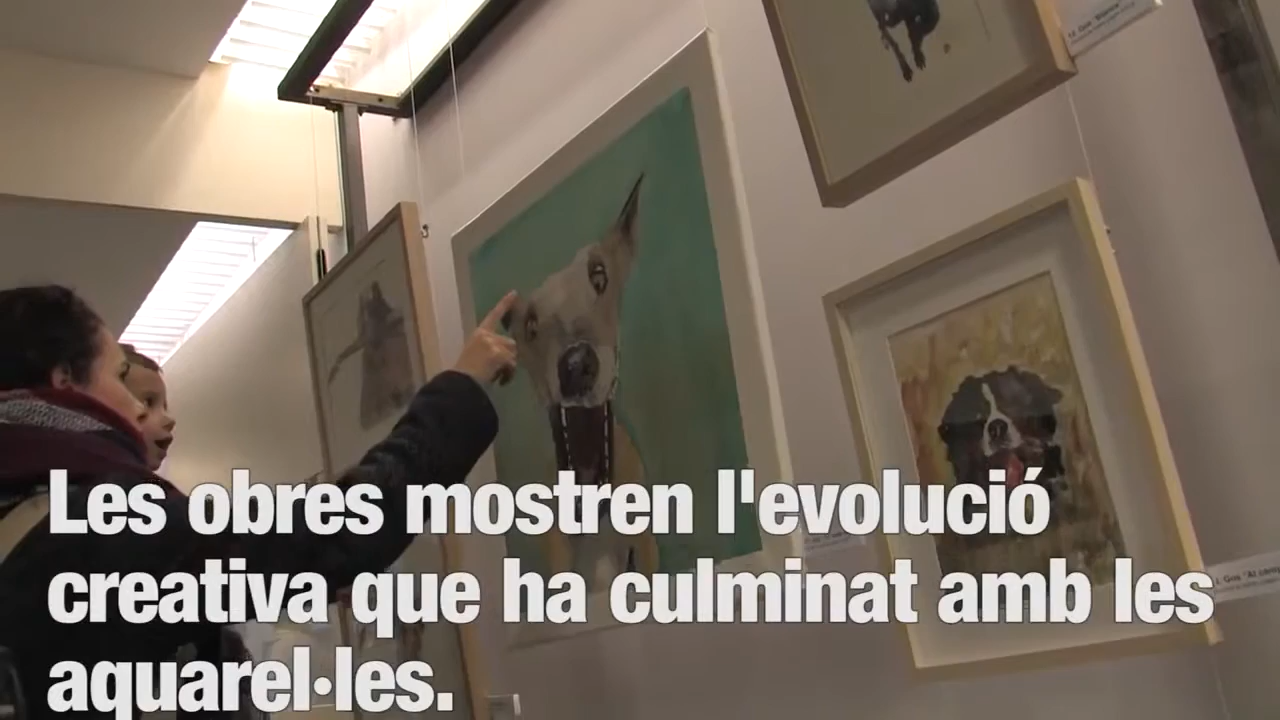 Les obres mostren l'evolució
creativa que ha culminat amb les
aquarel·les.